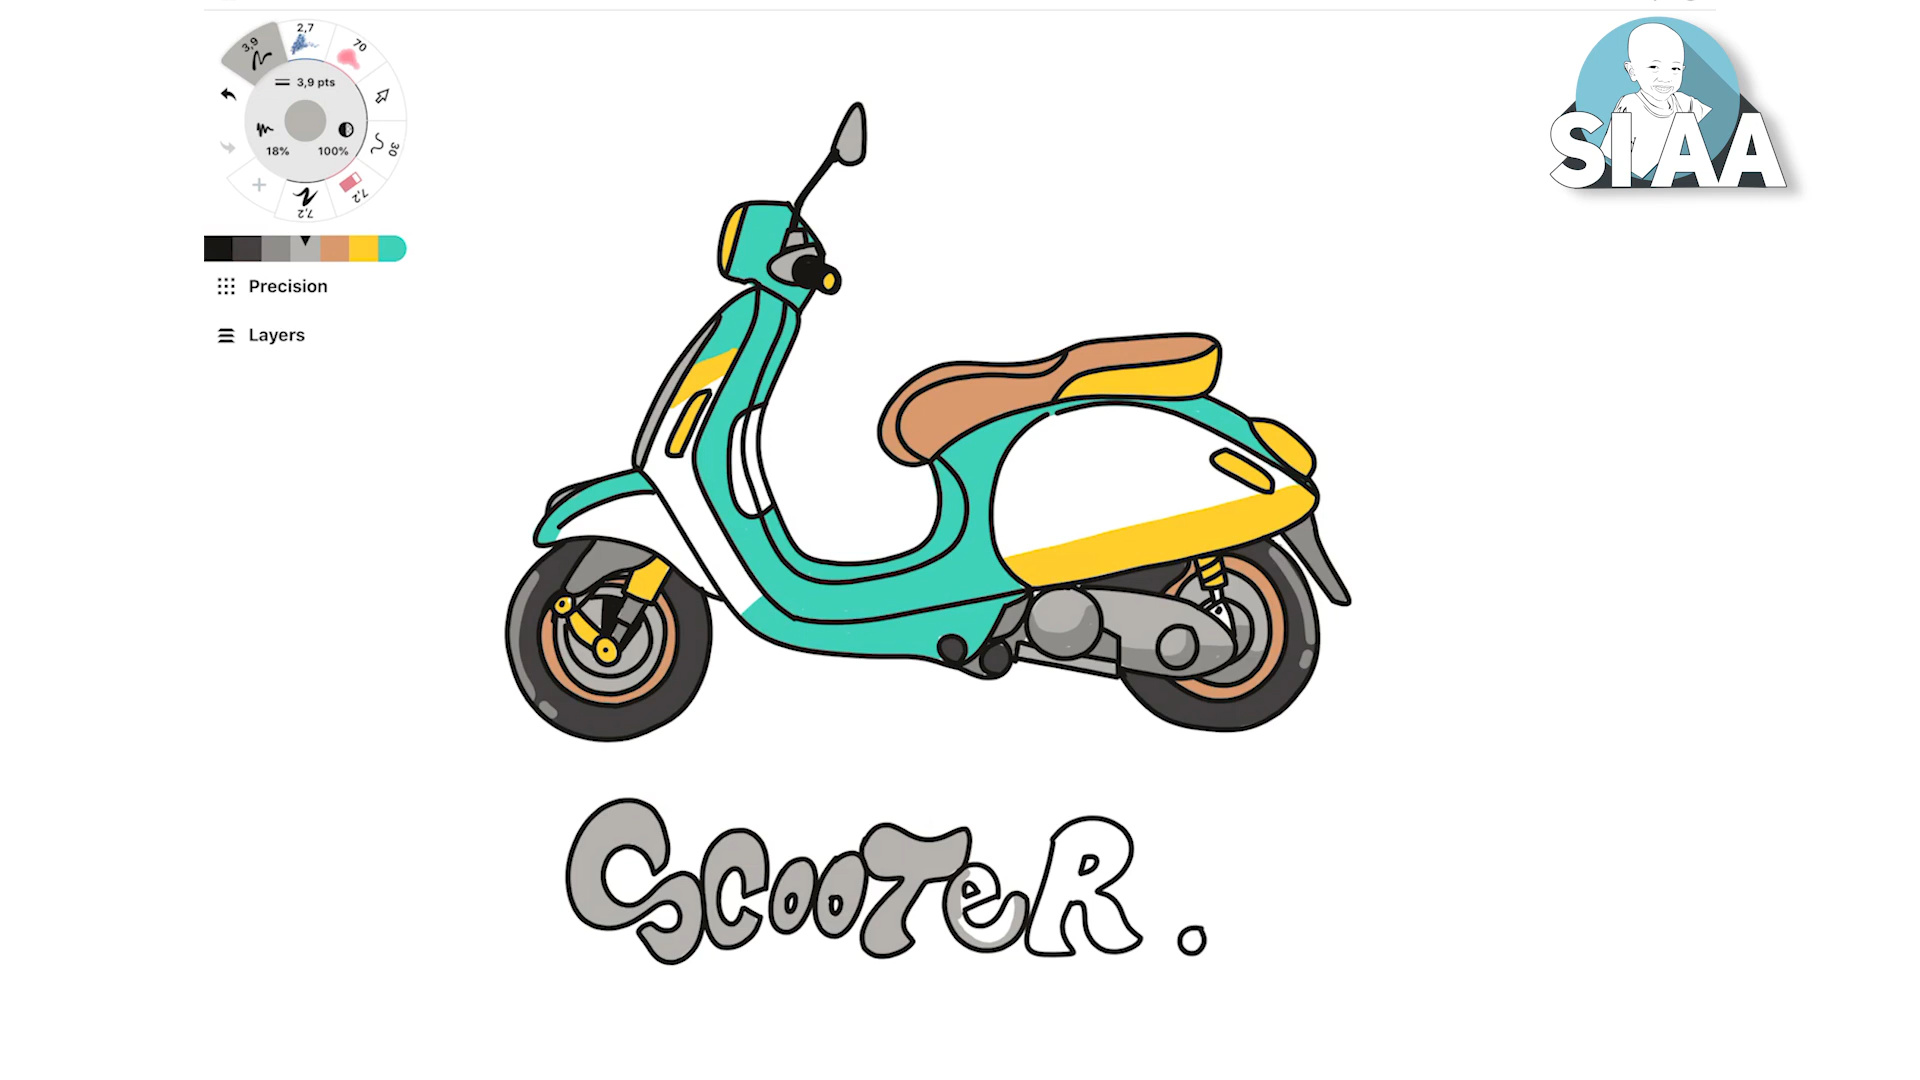 3,9
2,7
70
3,9 pts
30
18%
100%
7,2
7,2
Precision
Layers
SIAA
SCOOTER.